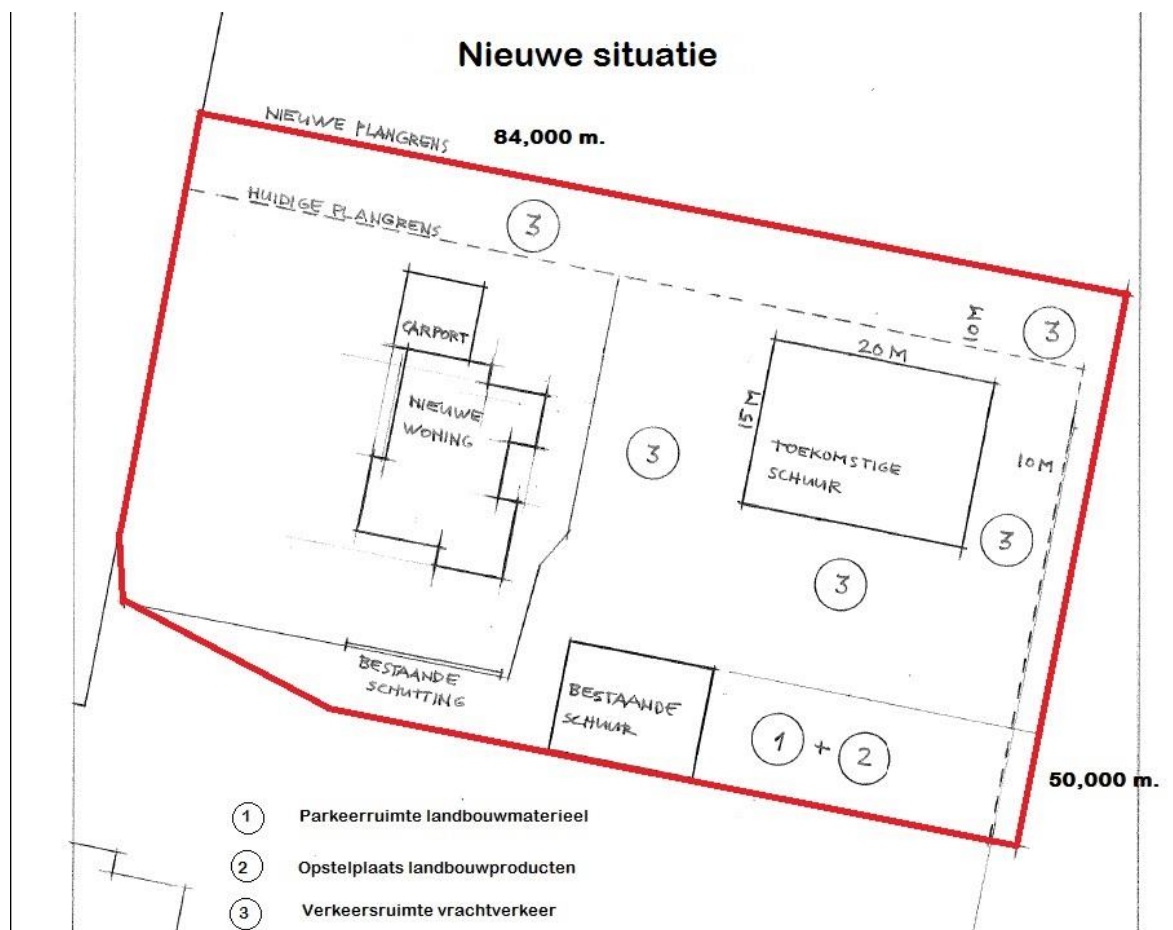 Nieuwe situatie
NIEUWE PLANGRENS
84,000 m.
HUIDIGE PLANGRENS
3
CARPORT
NIEUWE
WONING
10M
3
20M
15M
3
TOEKOMSTIGE
SCHUUR
10M
3
3
BESTAANDE
SCHUTTING
BESTAANDE
SCHUUR
1 + 2
50,000 m.
1 Parkeerruimte landbouwmaterieel
2 Opstelplaats landbouwproducten
3 Verkeersruimte vrachtverkeer